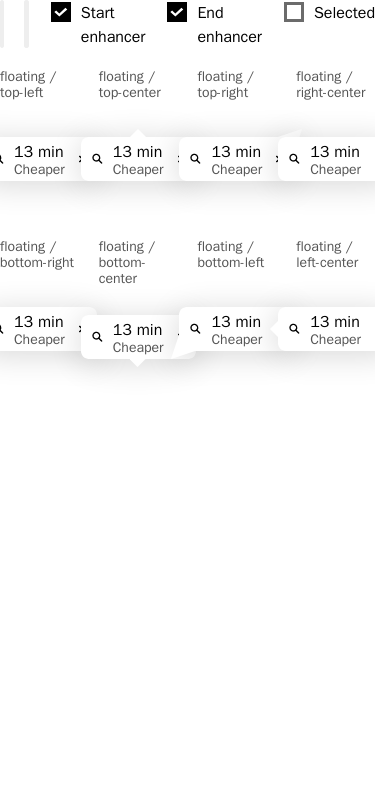 Start enhancer
End enhancer
Selected
floating / top-left
floating / top-center
floating / top-right
floating / right-center
13 min
Cheaper
13 min
Cheaper
13 min
Cheaper
13 min
Cheaper
floating / bottom-right
floating / bottom-center
floating / bottom-left
floating / left-center
13 min
Cheaper
13 min
Cheaper
13 min
Cheaper
13 min
Cheaper